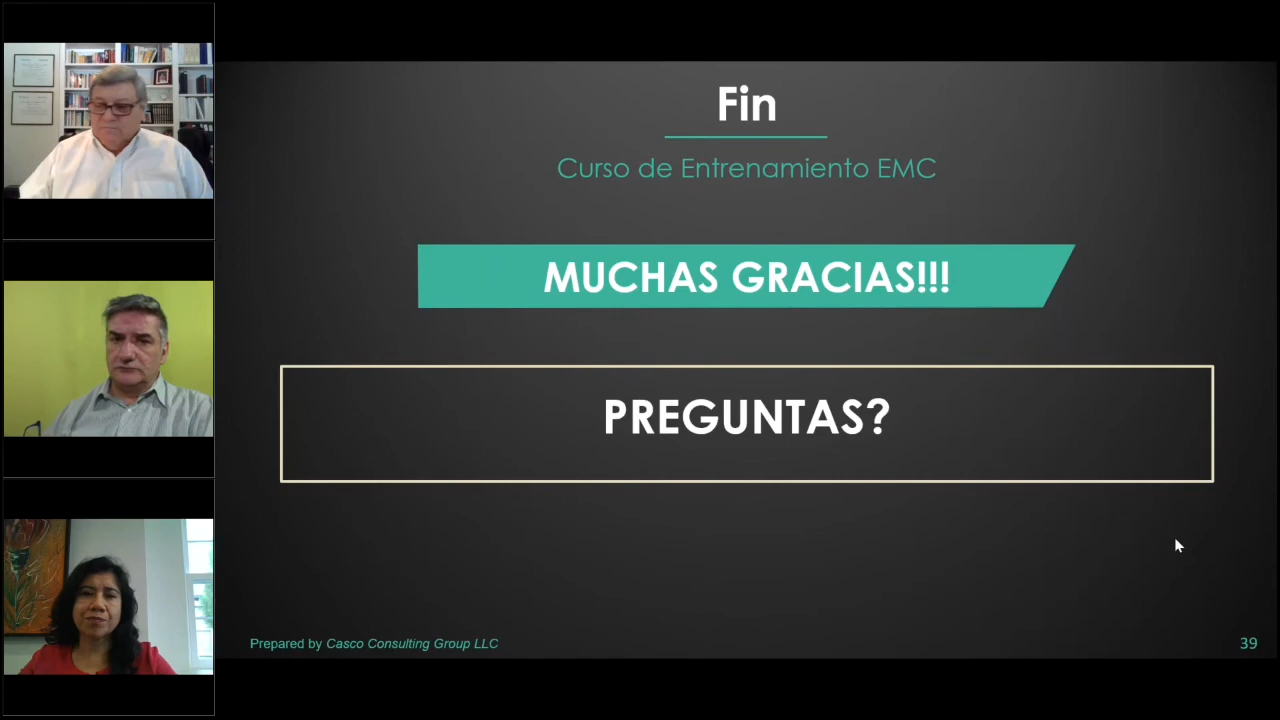 Fin
Curso de Entrenamiento EMC
MUCHAS GRACIAS!!!
PREGUNTAS?
Prepared by Casco Consulting Group LLC
39